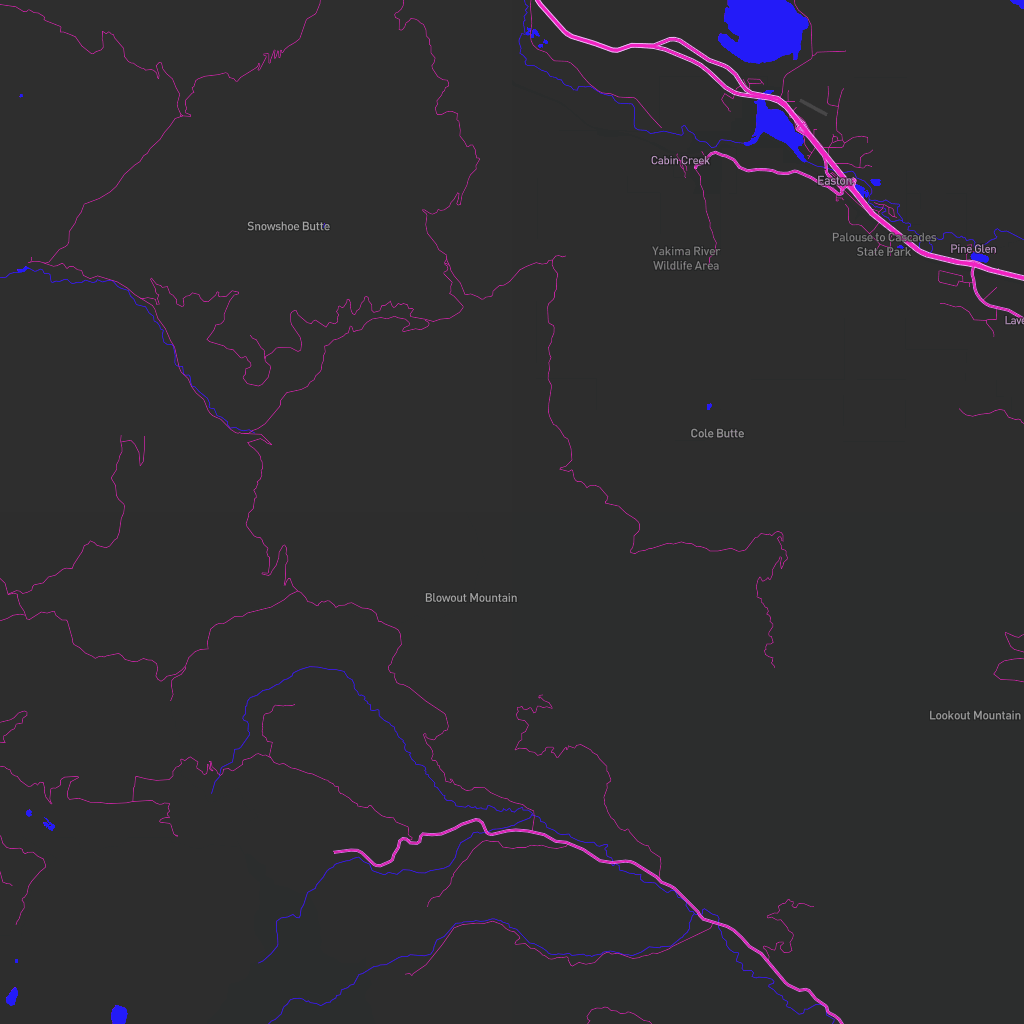 Cabin Creek
Easton
Snowshoe Butte
Palouse to Cascades
State Park
Pine Glen
Yakima River
Wildlife Area
Lave
Cole Butte
Blowout Mountain
Lookout Mountain